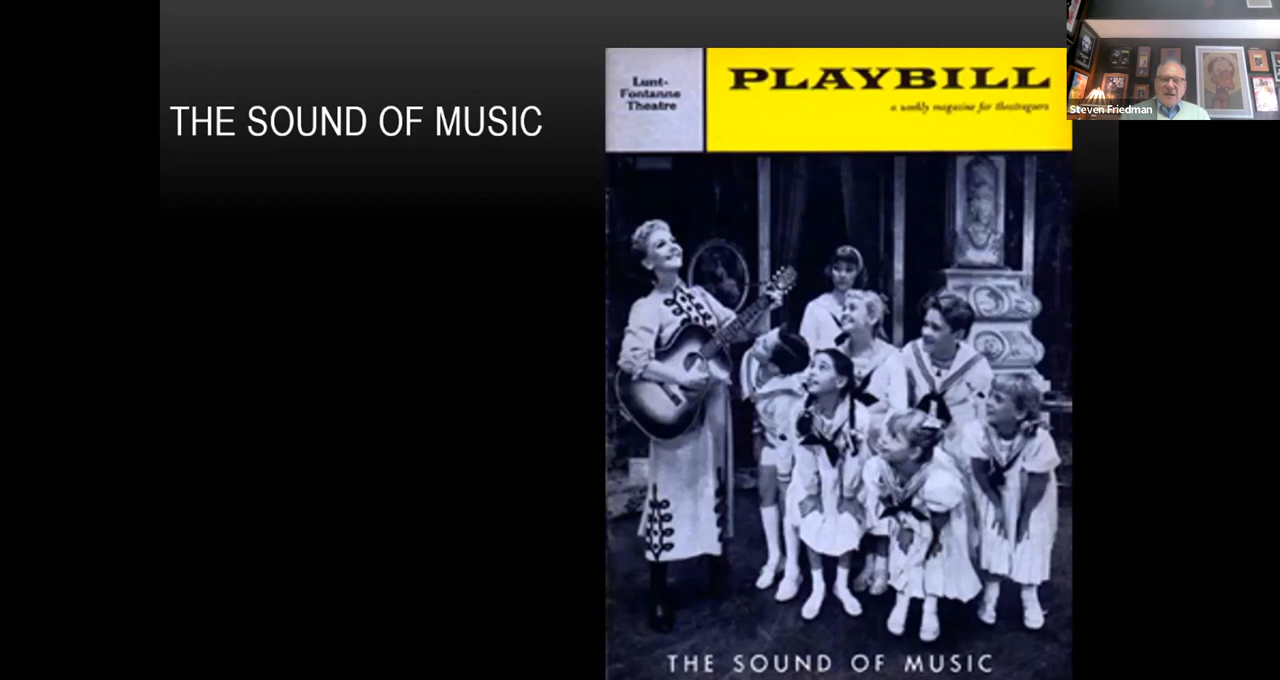 THE SOUND OF MUSIC
Lunt-
Fontanne
Theatre
PLAYBILL
a weekly magazine for theatregoers
Steven Friedman
THE SOUND OF MUSIC